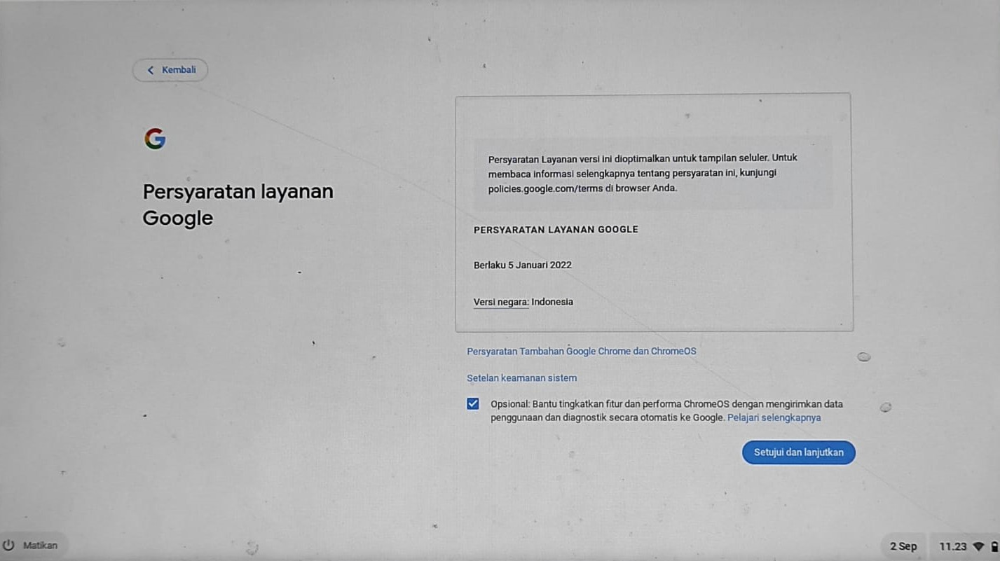 Kembali
Persyaratan layanan
Google
Persyaratan Layanan versi ini dioptimalkan untuk tampilan seluler. Untuk
membaca informasi selengkapnya tentang persyaratan ini, kunjungi
policies.google.com/terms di browser Anda.
PERSYARATAN LAYANAN GOOGLE
Berlaku 5 Januari 2022
Versi negara: Indonesia
Persyaratan Tambahan Google Chrome dan ChromeOS
Setelan keamanan sistem
Opsional: Bantu tingkatkan fitur dan performa ChromeOS dengan mengirimkan data
penggunaan dan diagnostik secara otomatis ke Google. Pelajari selengkapnya
Setujui dan lanjutkan
Matikan
2 Sep
11.23